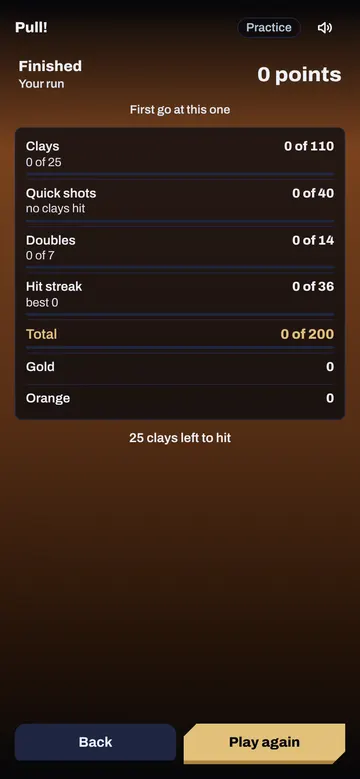 Pull!
Practice
Finished
Your run
0 points
First go at this one
Clays 0 of 110
0 of 25
Quick shots 0 of 40
no clays hit
Doubles 0 of 14
0 of 7
Hit streak 0 of 36
best 0
Total 0 of 200
Gold 0
Orange 0
25 clays left to hit
Back
Play again